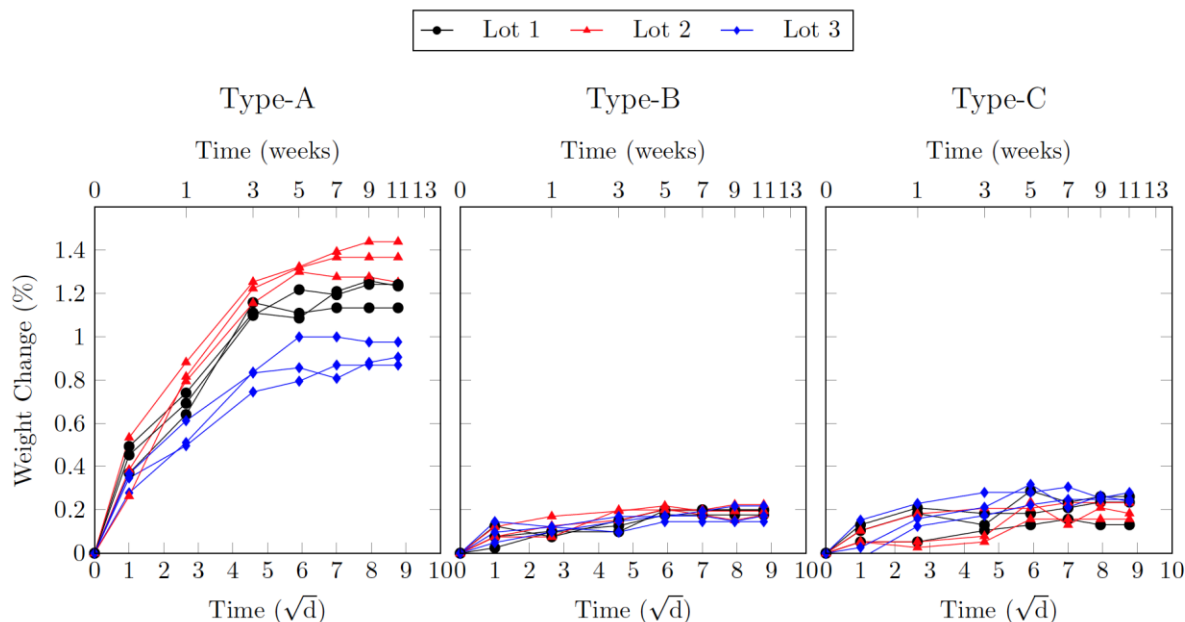 Lot 1 Lot 2 Lot 3
Type-A Type-B Type-C
Time (weeks) Time (weeks) Time (weeks)
0 1 3 5 7 9 11 13 0 1 3 5 7 9 11 13 0 1 3 5 7 9 11 13
Weight Change (%)
1.4
1.2
1
0.8
0.6
0.4
0.2
0
0 1 2 3 4 5 6 7 8 9 10 0 1 2 3 4 5 6 7 8 9 10 0 1 2 3 4 5 6 7 8 9 10
Time (√d) Time (√d) Time (√d)